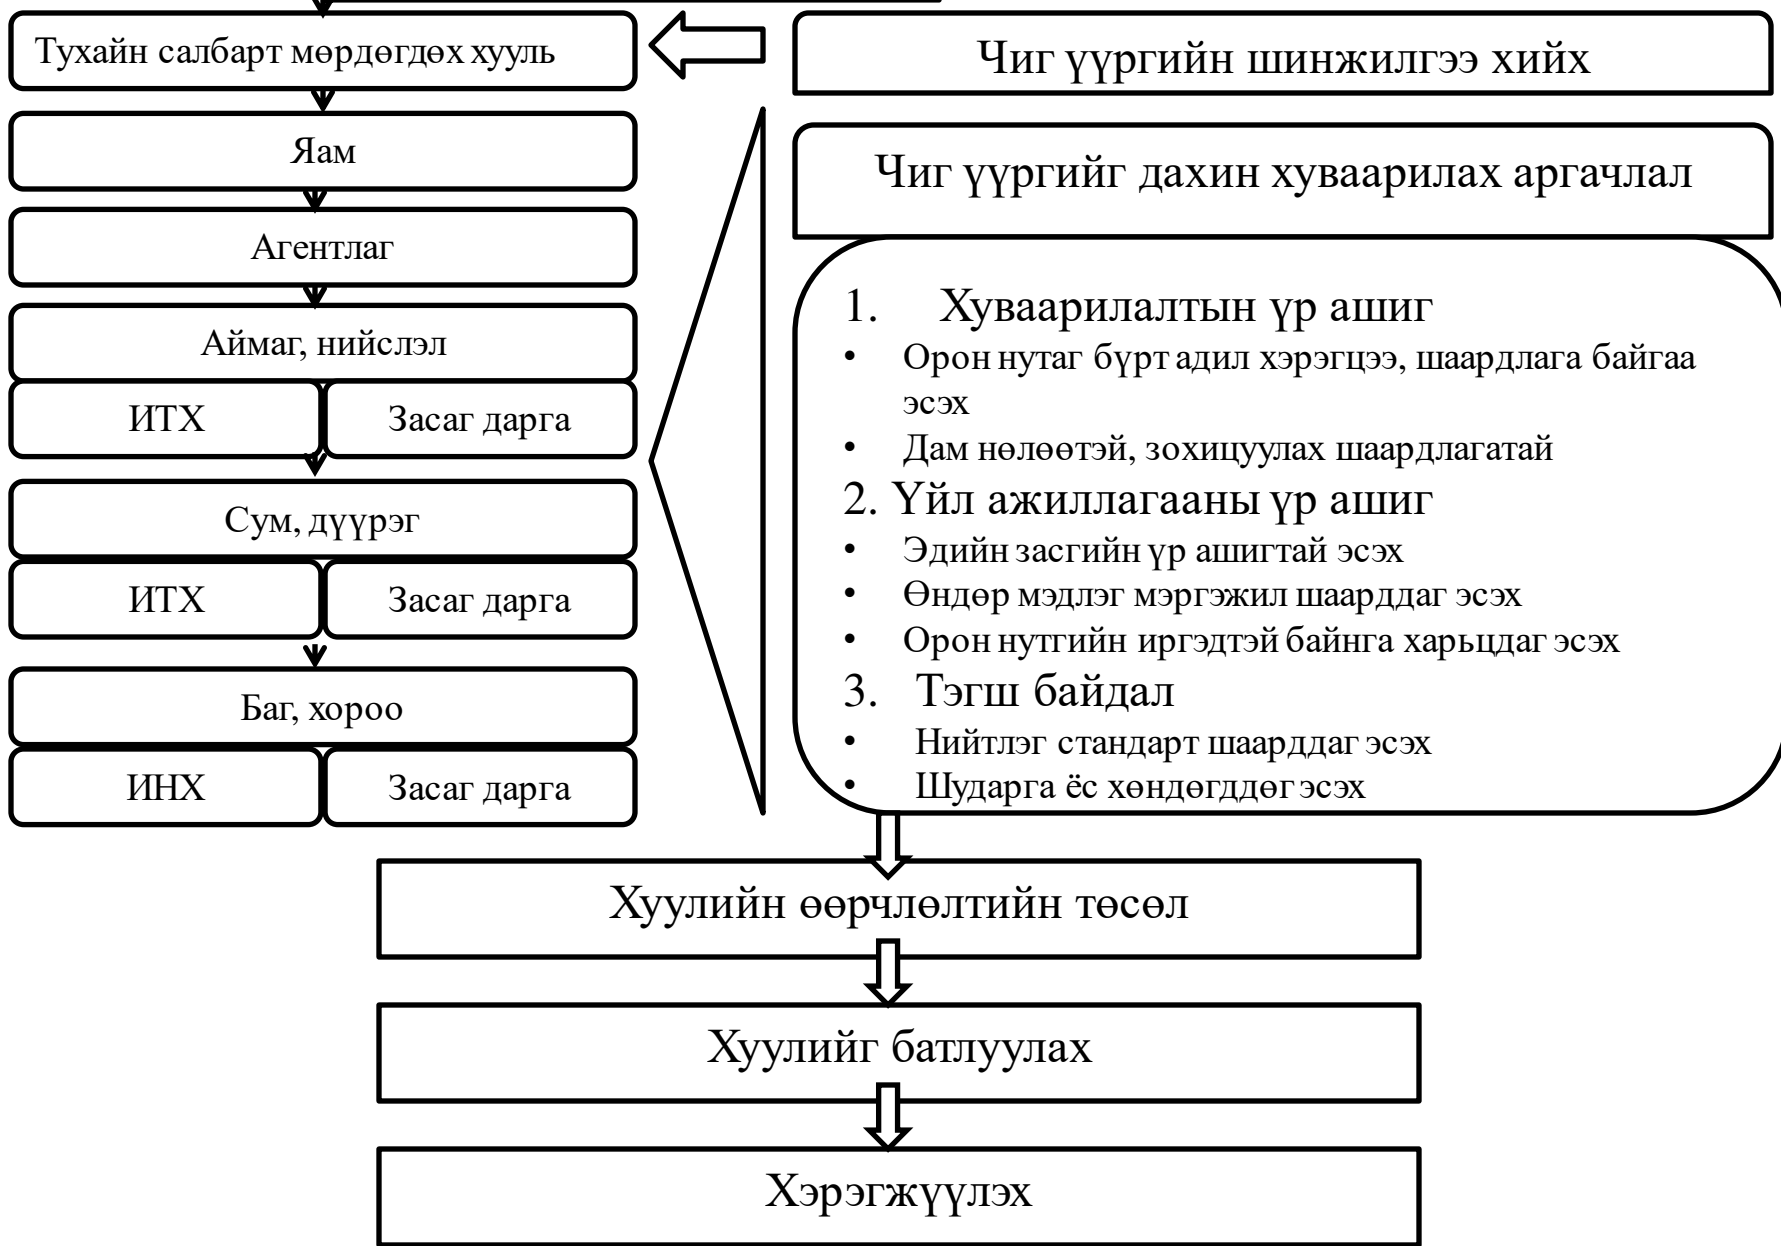 Тухайн салбарт мөрдөгдөх хууль
Яам
Агентлаг
Аймаг, нийслэл
ИТХ
Засаг дарга
Сум, дүүрэг
ИТХ
Засаг дарга
Баг, хороо
ИНХ
Засаг дарга
Чиг үүргийн шинжилгээ хийх
Чиг үүргийг дахин хуваарилах аргачлал
1. Хуваарилалтын үр ашиг
• Орон нутаг бүрт адил хэрэгцээ, шаардлага байгаа
эсэх
• Дам нөлөөтэй, зохицуулах шаардлагатай
2. Үйл ажиллагааны үр ашиг
• Эдийн засгийн үр ашигтай эсэх
• Өндөр мэдлэг мэргэжил шаарддаг эсэх
• Орон нутгийн иргэдтэй байнга харьцдаг эсэх
3. Тэгш байдал
• Нийтлэг стандарт шаарддаг эсэх
• Шударга ёс хөндөгддөг эсэх
Хуулийн өөрчлөлтийн төсөл
Хуулийг батлуулах
Хэрэгжүүлэх